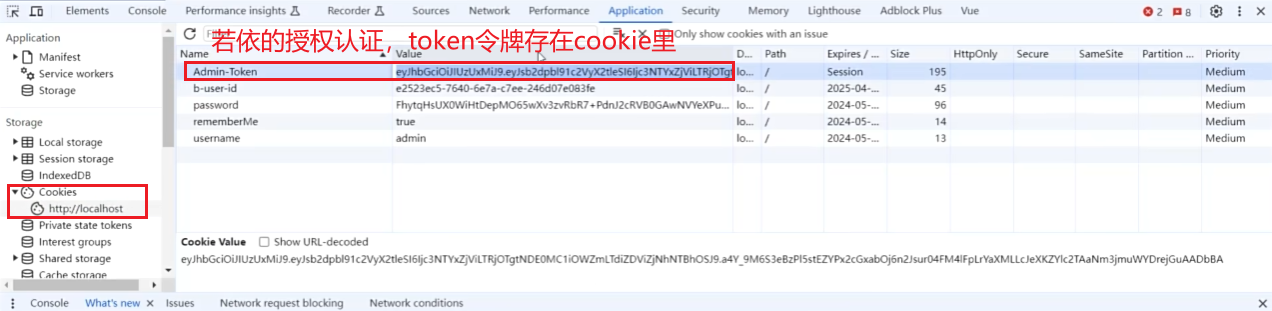 Elements Console Performance insights Recorder Sources Network Performance Application Security Memory Lighthouse Adblock Plus Vue 2 8
Application
Manifest
Service workers
Storage
Storage
Local storage
Session storage
IndexedDB
Cookies
http://localhost
Private state tokens
Interest groups
Shared storage
Cache storage
若依的授权认证，token令牌存在cookie里
Only show cookies with an issue
Name Value D... Path Expires / ... Size HttpOnly Secure SameSite Partition ... Priority
Admin-Token lo... / Session 195 Medium
b-user-id e2523ec5-7640-6e7a-c7ee-246d07e083fe lo... / 2025-04-... 45 Medium
password FhytqHsUX0WiHtDepMO65wXv3zvRbR7+PdnJ2cRVB0GAwNVYeXPu... lo... / 2024-05-... 96 Medium
rememberMe true lo... / 2024-05-... 14 Medium
username admin lo... / 2024-05-... 13 Medium
Cookie Value Show URL-decoded
Console What's new Issues Network request blocking Network conditions